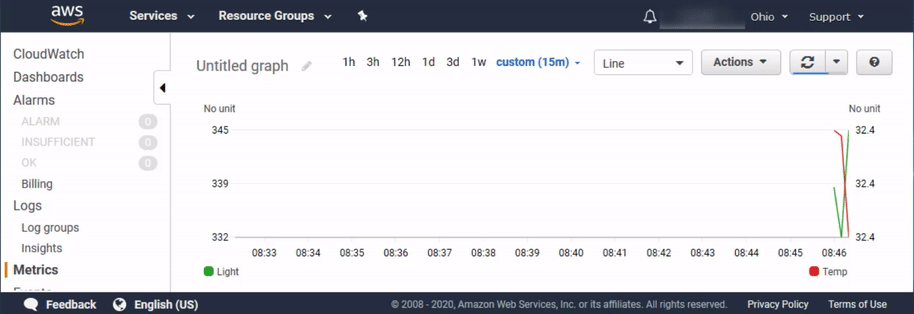 aws
Services
Resource Groups
Ohio
Support
CloudWatch
Dashboards
Alarms
ALARM 0
INSUFFICIENT 0
OK 0
Billing
Logs
Log groups
Insights
Metrics
Untitled graph
1h 3h 12h 1d 3d 1w custom (15m)
Line
Actions
?
No unit
No unit
345
32.4
339
32.4
332
32.4
08:33 08:34 08:35 08:36 08:37 08:38 08:39 08:40 08:41 08:42 08:43 08:44 08:45 08:46
Light
Temp
Feedback
English (US)
© 2008 - 2020, Amazon Web Services, Inc. or its affiliates. All rights reserved.
Privacy Policy
Terms of Use